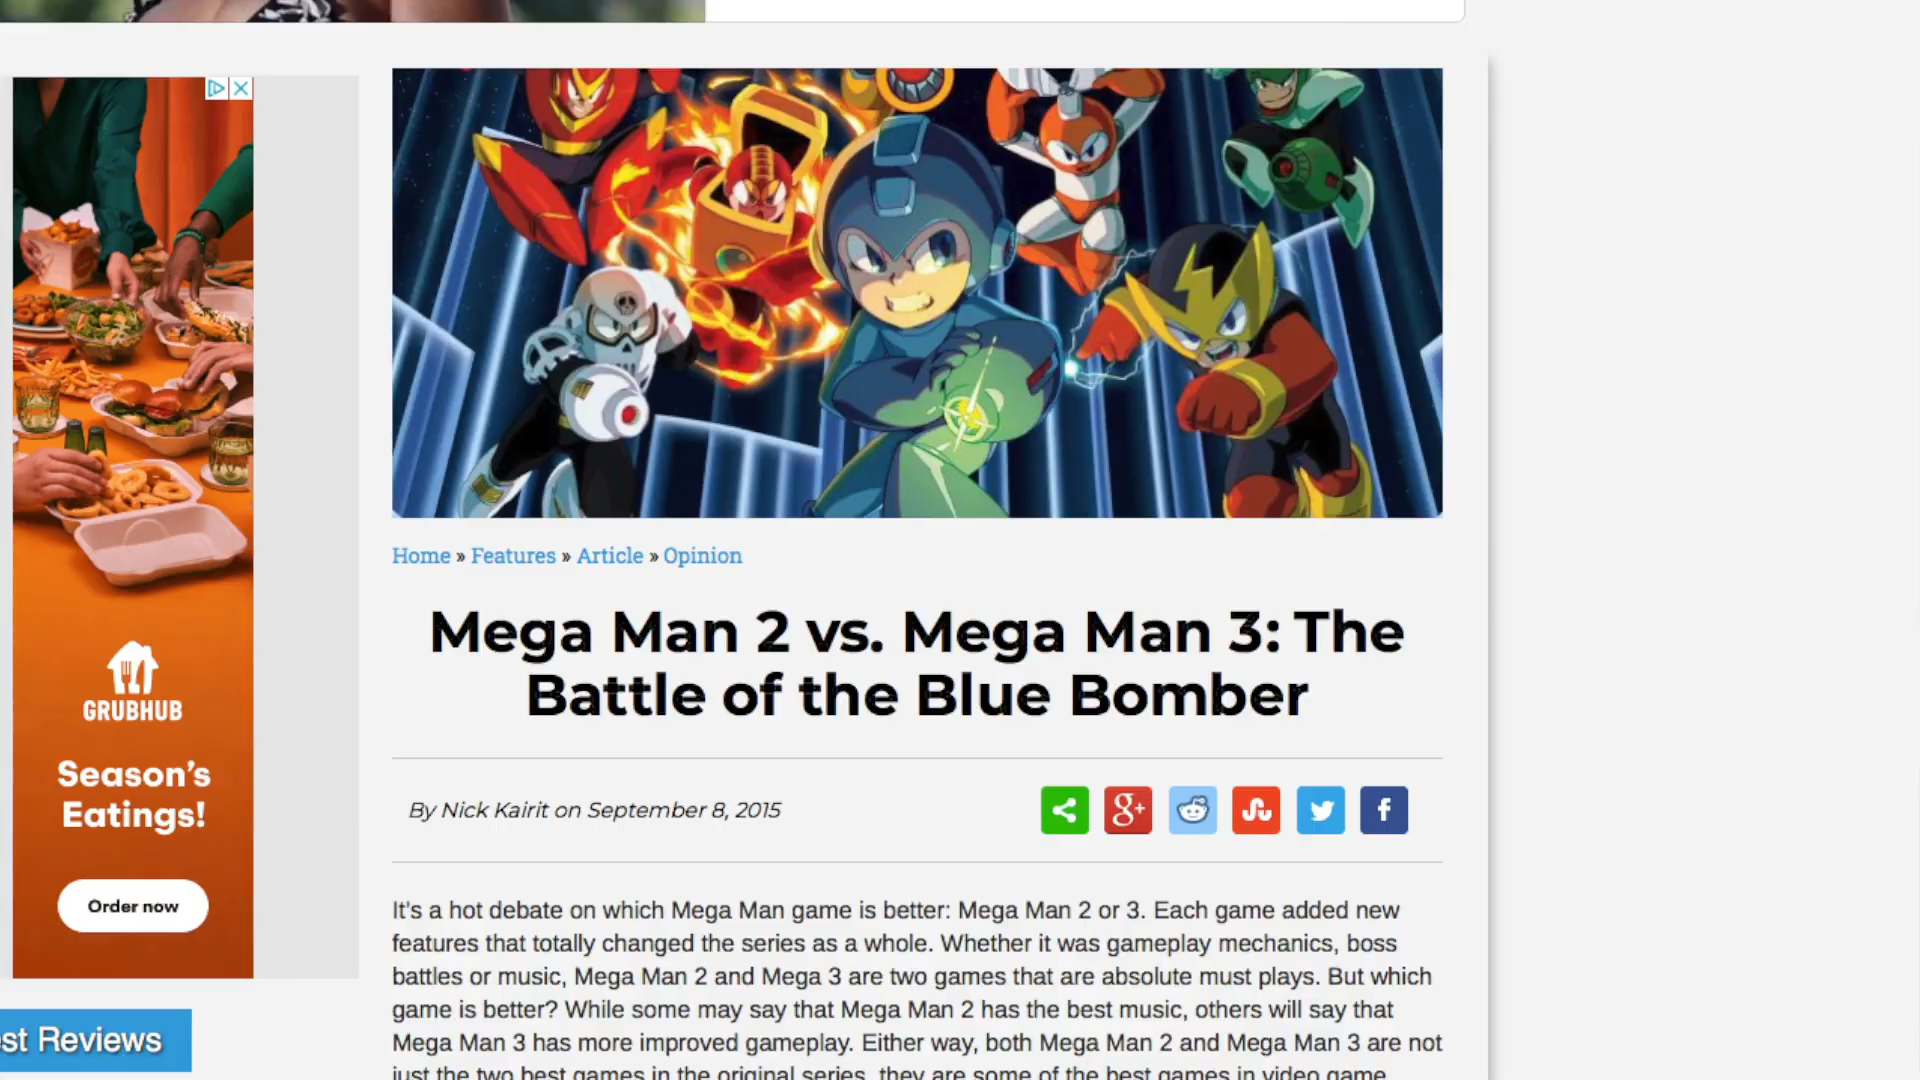 Home » Features » Article » Opinion
Mega Man 2 vs. Mega Man 3: The
Battle of the Blue Bomber
By Nick Kairit on September 8, 2015
It's a hot debate on which Mega Man game is better: Mega Man 2 or 3. Each game added new
features that totally changed the series as a whole. Whether it was gameplay mechanics, boss
battles or music, Mega Man 2 and Mega 3 are two games that are absolute must plays. But which
game is better? While some may say that Mega Man 2 has the best music, others will say that
Mega Man 3 has more improved gameplay. Either way, both Mega Man 2 and Mega Man 3 are not
just the two best games in the original series, they are some of the best games in video game
GRUBHUB
Season's
Eatings!
Order now
st Reviews